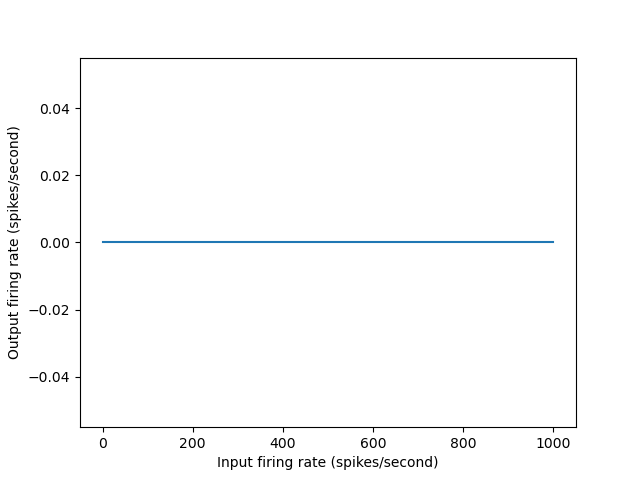 0.04
0.02
0.00
−0.02
−0.04
Output firing rate (spikes/second)
0 200 400 600 800 1000
Input firing rate (spikes/second)